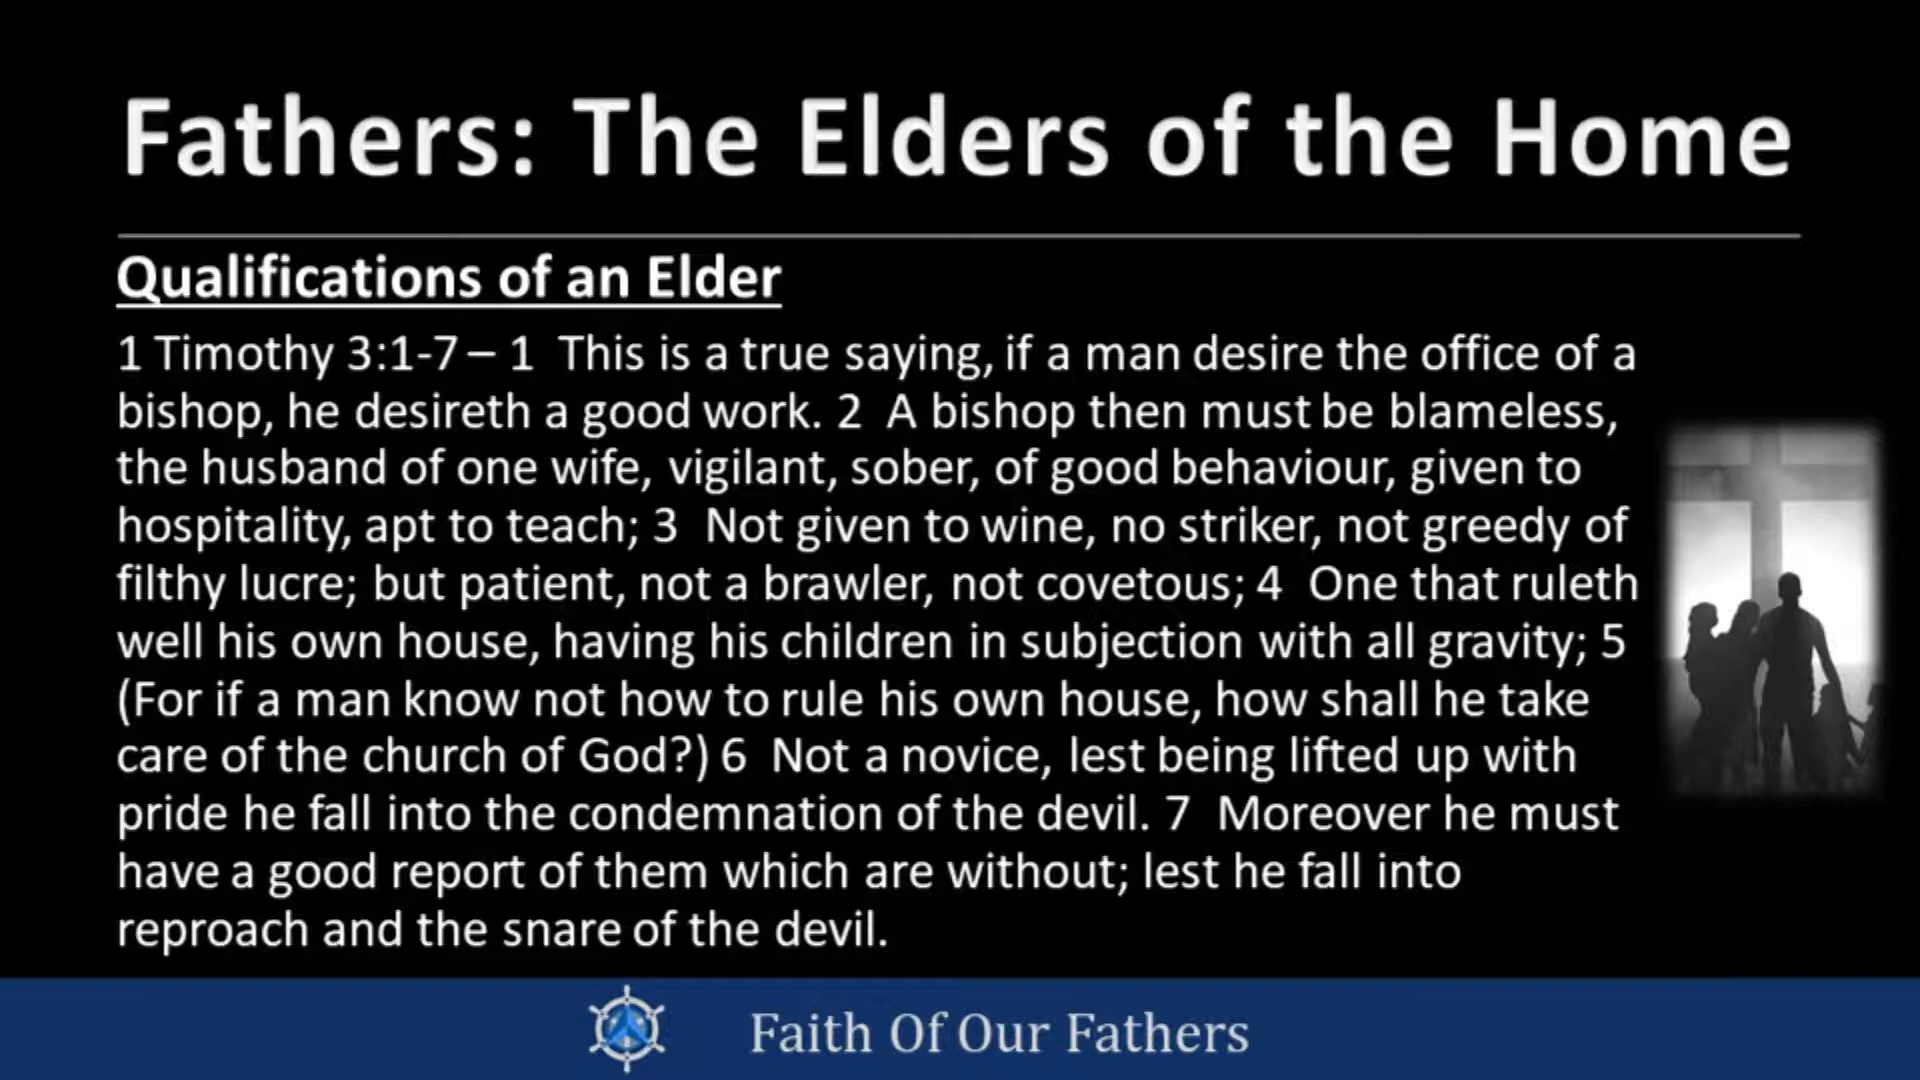 Fathers: The Elders of the Home
Qualifications of an Elder
1 Timothy 3:1-7 – 1  This is a true saying, if a man desire the office of a
bishop, he desireth a good work. 2  A bishop then must be blameless,
the husband of one wife, vigilant, sober, of good behaviour, given to
hospitality, apt to teach; 3  Not given to wine, no striker, not greedy of
filthy lucre; but patient, not a brawler, not covetous; 4  One that ruleth
well his own house, having his children in subjection with all gravity; 5
(For if a man know not how to rule his own house, how shall he take
care of the church of God?) 6  Not a novice, lest being lifted up with
pride he fall into the condemnation of the devil. 7  Moreover he must
have a good report of them which are without; lest he fall into
reproach and the snare of the devil.
Faith Of Our Fathers